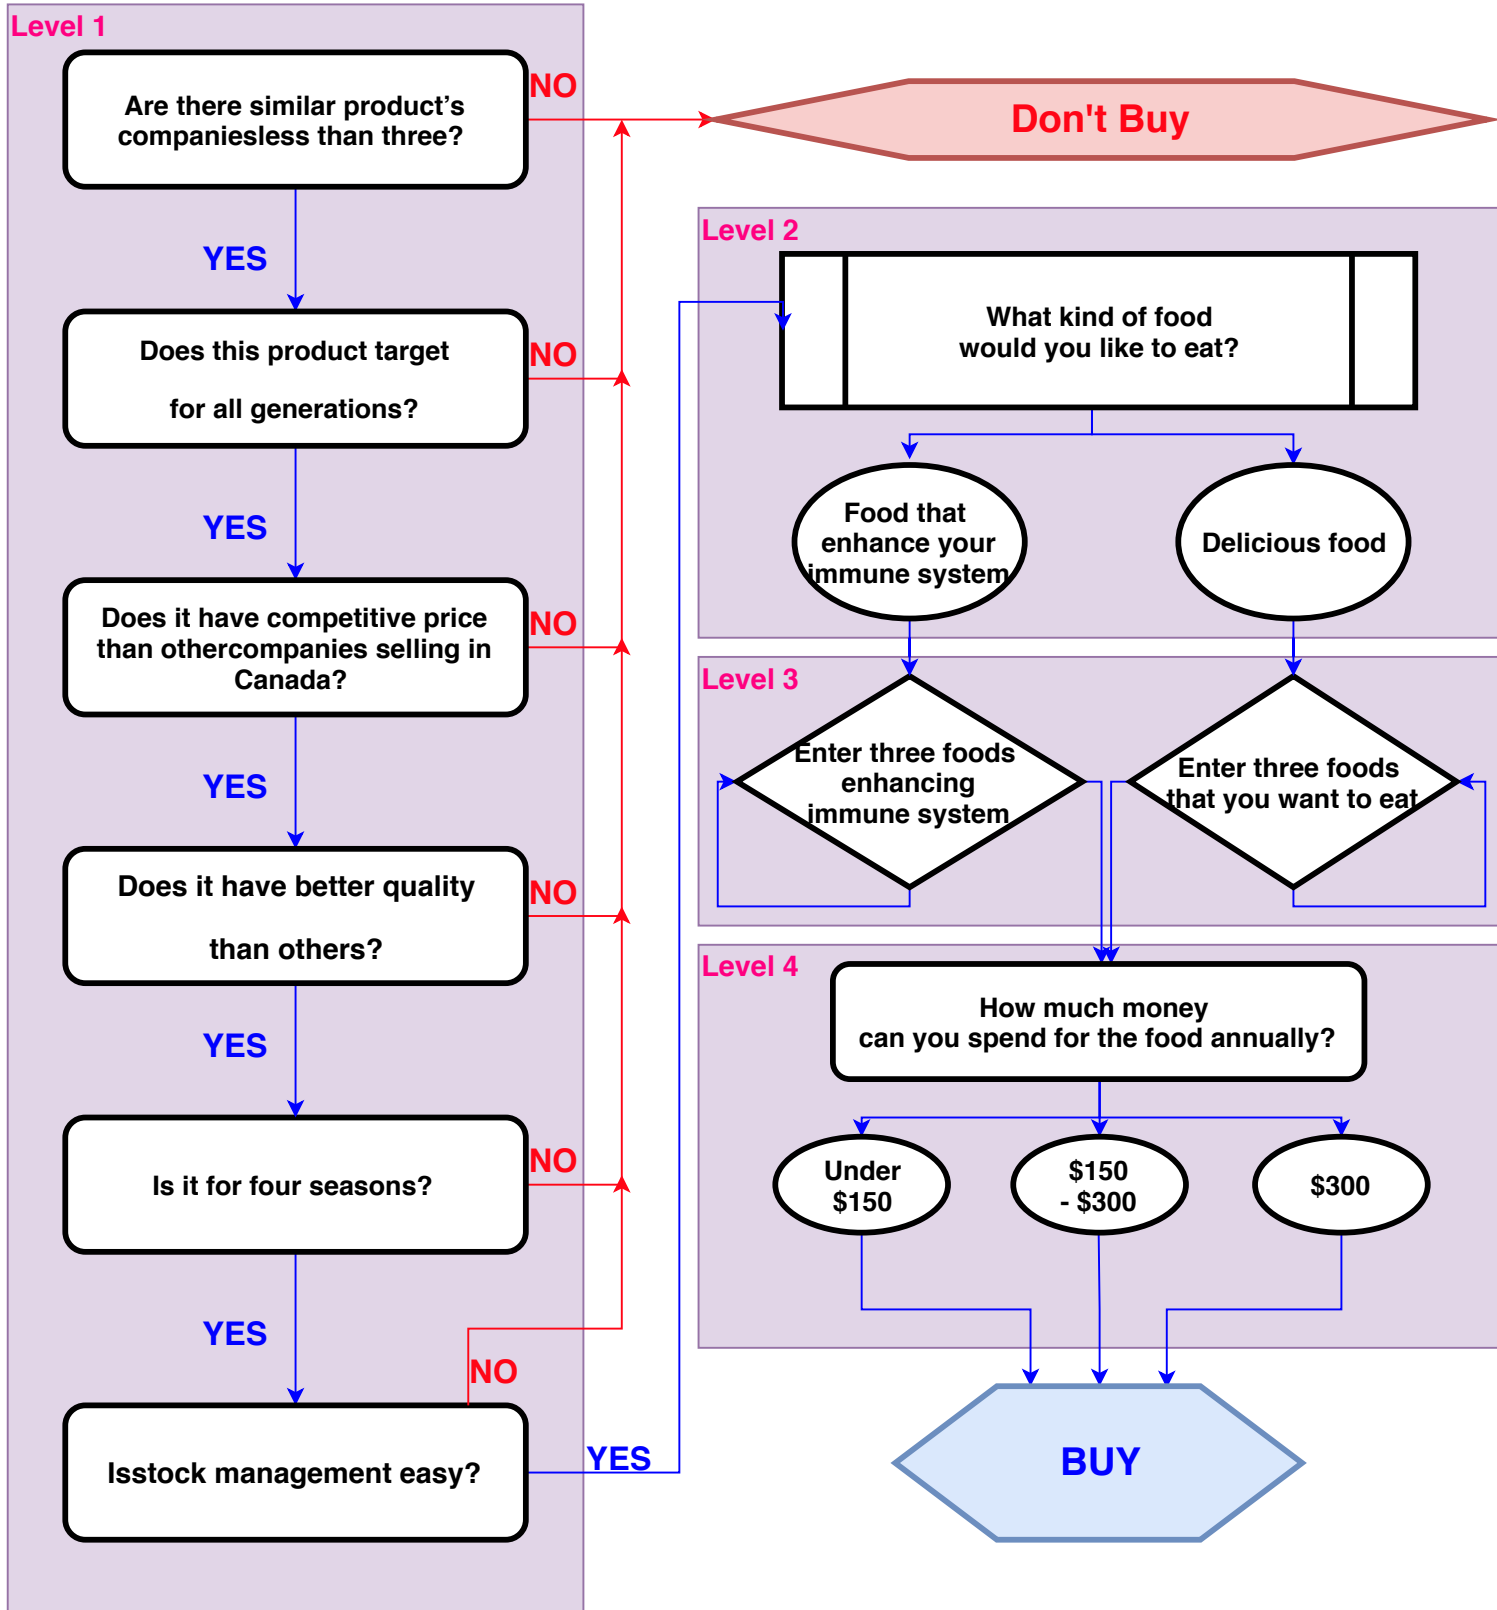 Level 1
Are there similar product’s
companiesless than three?
NO
YES
Does this product target
for all generations?
NO
YES
Does it have competitive price
than othercompanies selling in
Canada?
NO
YES
Does it have better quality
than others?
NO
YES
Is it for four seasons?
NO
YES
NO
Isstock management easy?
YES
Don't Buy
Level 2
What kind of food
would you like to eat?
Food that
enhance your
immune system
Delicious food
Level 3
Enter three foods
enhancing
immune system
Enter three foods
that you want to eat
Level 4
How much money
can you spend for the food annually?
Under
$150
$150
- $300
$300
BUY